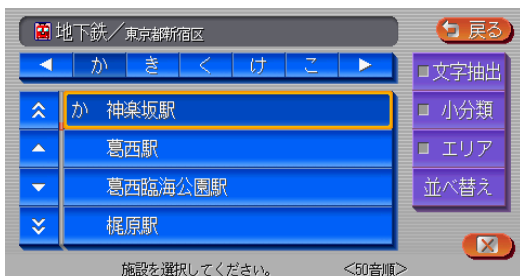 地下鉄／東京都新宿区
戻る
か き く け こ
文字抽出
か 神楽坂駅
小分類
葛西駅
エリア
葛西臨海公園駅
並べ替え
梶原駅
施設を選択してください。 <50音順>